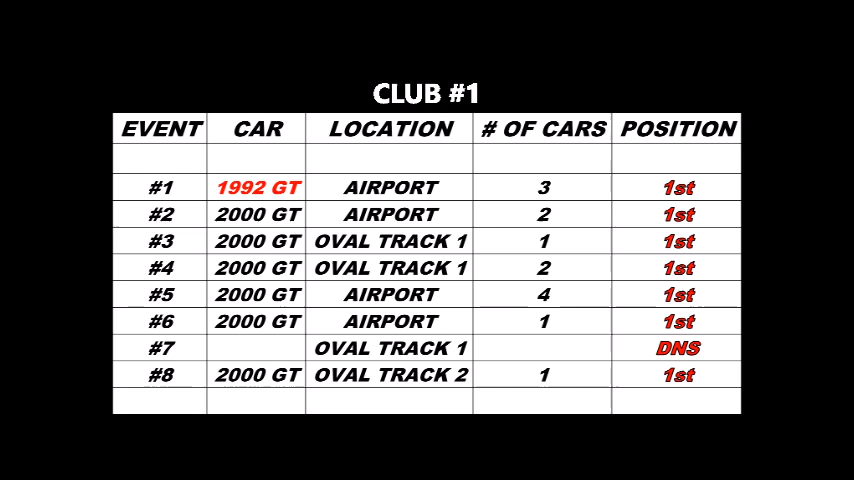 CLUB #1
EVENT CAR LOCATION # OF CARS POSITION
#1 1992 GT AIRPORT 3 1st
#2 2000 GT AIRPORT 2 1st
#3 2000 GT OVAL TRACK 1 1 1st
#4 2000 GT OVAL TRACK 1 2 1st
#5 2000 GT AIRPORT 4 1st
#6 2000 GT AIRPORT 1 1st
#7 OVAL TRACK 1 DNS
#8 2000 GT OVAL TRACK 2 1 1st